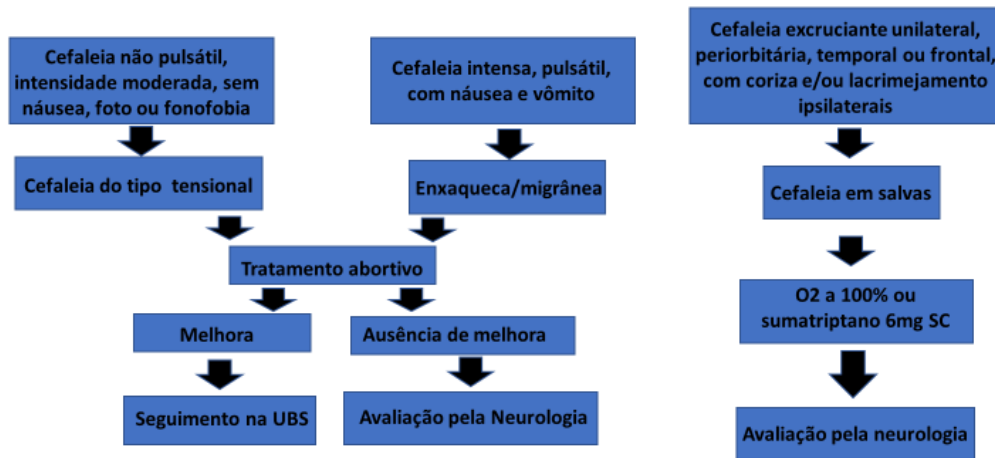 Cefaleia não pulsátil,
intensidade moderada, sem
náusea, foto ou fonofobia
Cefaleia intensa, pulsátil,
com náusea e vômito
Cefaleia excruciante unilateral,
periorbitária, temporal ou frontal,
com coriza e/ou lacrimejamento
ipsilaterais
Cefaleia do tipo tensional
Enxaqueca/migrânea
Cefaleia em salvas
Tratamento abortivo
O2 a 100% ou
sumatriptano 6mg SC
Melhora
Ausência de melhora
Seguimento na UBS
Avaliação pela Neurologia
Avaliação pela neurologia